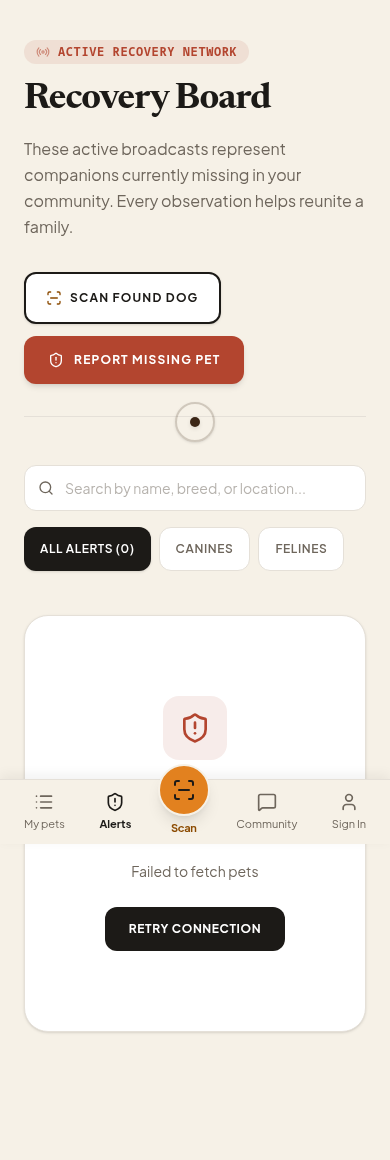 ACTIVE RECOVERY NETWORK
Recovery Board
These active broadcasts represent
companions currently missing in your
community. Every observation helps reunite a
family.
SCAN FOUND DOG
REPORT MISSING PET
Search by name, breed, or location...
ALL ALERTS (0)
CANINES
FELINES
My pets
Alerts
Scan
Community
Sign In
Failed to fetch pets
RETRY CONNECTION